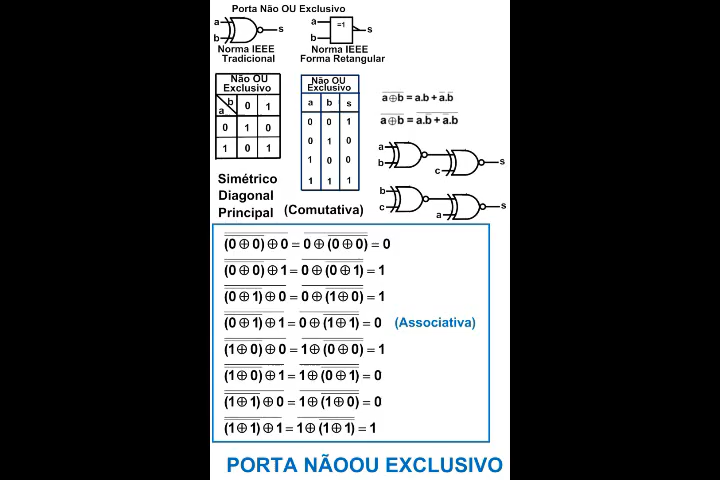 Porta Não OU Exclusivo
a
b
s
a
b
=1
s
Norma IEEE
Tradicional
Norma IEEE
Forma Retangular
Não OU
Exclusivo
b
a
0 1
0 1 0
1 0 1
Não OU
Exclusivo
a b s
0 0 1
0 1 0
1 0 0
1 1 1
a̅⊕̅b̅ = a.b + a̅.b̅
a̅⊕̅b̅ = a.b̅ + a̅.b
a
b
c
s
b
c
a
s
Simétrico
Diagonal
Principal
(Comutativa)
(0 ⊕ 0) ⊕ 0 = 0 ⊕ (0 ⊕ 0) = 0
(0 ⊕ 0) ⊕ 1 = 0 ⊕ (0 ⊕ 1) = 1
(0 ⊕ 1) ⊕ 0 = 0 ⊕ (1 ⊕ 0) = 1
(0 ⊕ 1) ⊕ 1 = 0 ⊕ (1 ⊕ 1) = 0 (Associativa)
(1 ⊕ 0) ⊕ 0 = 1 ⊕ (0 ⊕ 0) = 1
(1 ⊕ 0) ⊕ 1 = 1 ⊕ (0 ⊕ 1) = 0
(1 ⊕ 1) ⊕ 0 = 1 ⊕ (1 ⊕ 0) = 0
(1 ⊕ 1) ⊕ 1 = 1 ⊕ (1 ⊕ 1) = 1
PORTA NÃOOU EXCLUSIVO